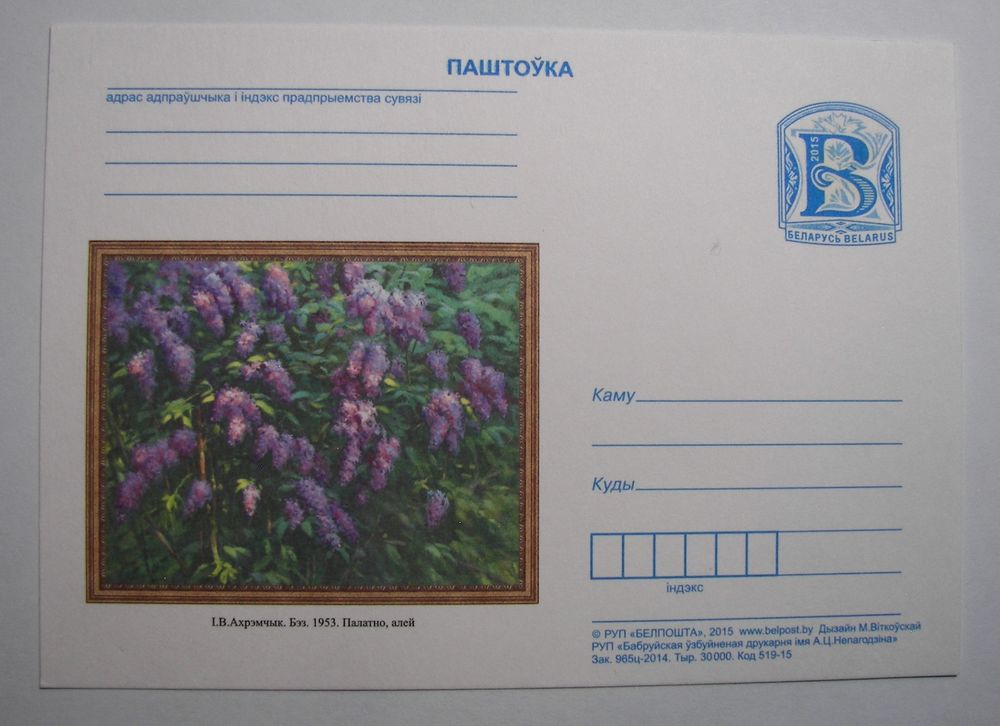 ПАШТОЎКА
адрас адпраўшчыка і індэкс прадпрыемства сувязі
2015
В
БЕЛАРУСЬ BELARUS
Каму
Куды
індэкс
І.В.Ахрэмчык. Бэз. 1953. Палатно, алей
© РУП «БЕЛПОШТА», 2015 www.belpost.by Дызайн М.Віткоўскай
РУП «Бабруйская ўзбуйненая друкарня імя А.Ц.Непагодзіна»
Зак. 965ц-2014. Тыр. 30 000. Код 519-15